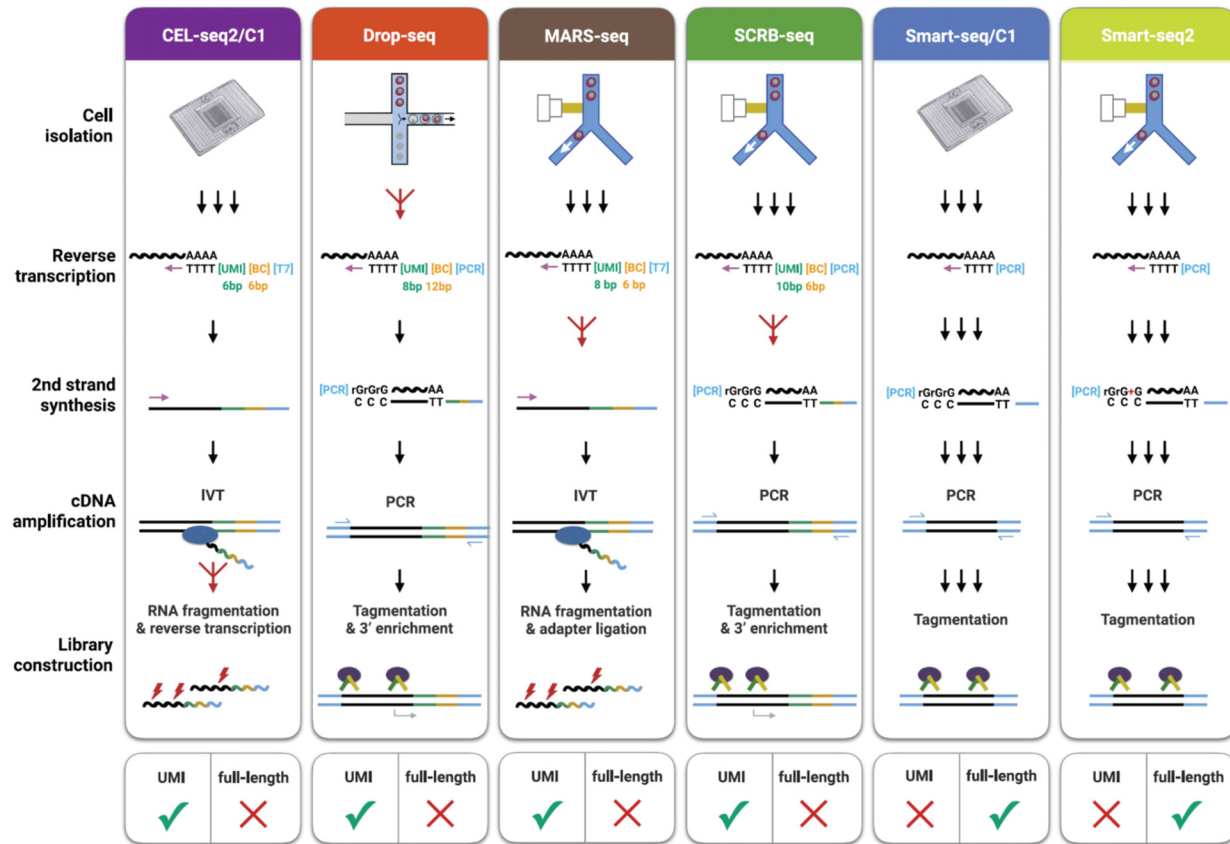 CEL-seq2/C1
Drop-seq
MARS-seq
SCRB-seq
Smart-seq/C1
Smart-seq2
Cell
isolation
Reverse
transcription
AAAA
TTTT [UMI] [BC] [T7]
6bp 6bp
AAAA
TTTT [UMI] [BC] [PCR]
8bp 12bp
AAAA
TTTT [UMI] [BC] [T7]
8 bp 6 bp
AAAA
TTTT [UMI] [BC] [PCR]
10bp 6bp
AAAA
TTTT [PCR]
AAAA
TTTT [PCR]
2nd strand
synthesis
[PCR] rGrGrG AA
C C C TT
[PCR] rGrGrG AA
C C C TT
[PCR] rGrGrG AA
C C C TT
[PCR] rGrG+G AA
C C C TT
cDNA
amplification
IVT
PCR
IVT
PCR
PCR
PCR
Library
construction
RNA fragmentation
& reverse transcription
Tagmentation
& 3’ enrichment
RNA fragmentation
& adapter ligation
Tagmentation
& 3’ enrichment
Tagmentation
Tagmentation
UMI full-length
UMI full-length
UMI full-length
UMI full-length
UMI full-length
UMI full-length